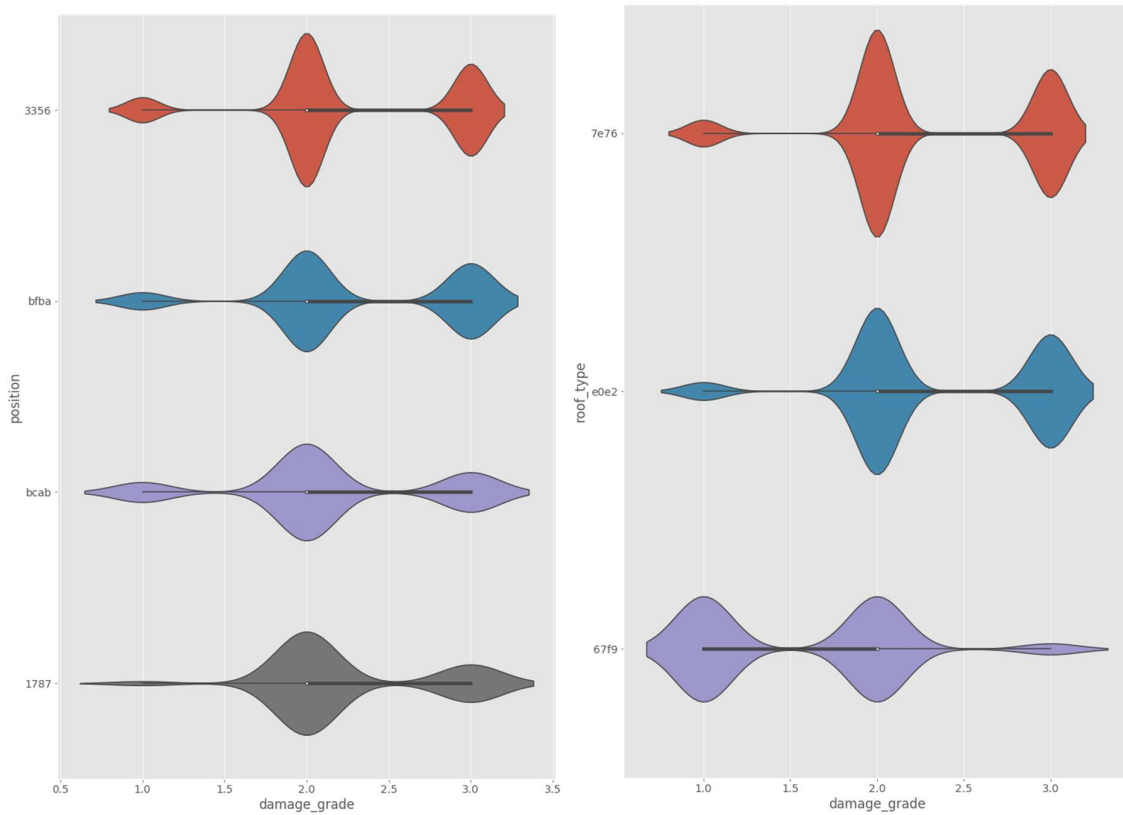 position
3356
bfba
bcab
1787
0.5 1.0 1.5 2.0 2.5 3.0 3.5
damage_grade
roof_type
7e76
e0e2
67f9
1.0 1.5 2.0 2.5 3.0
damage_grade